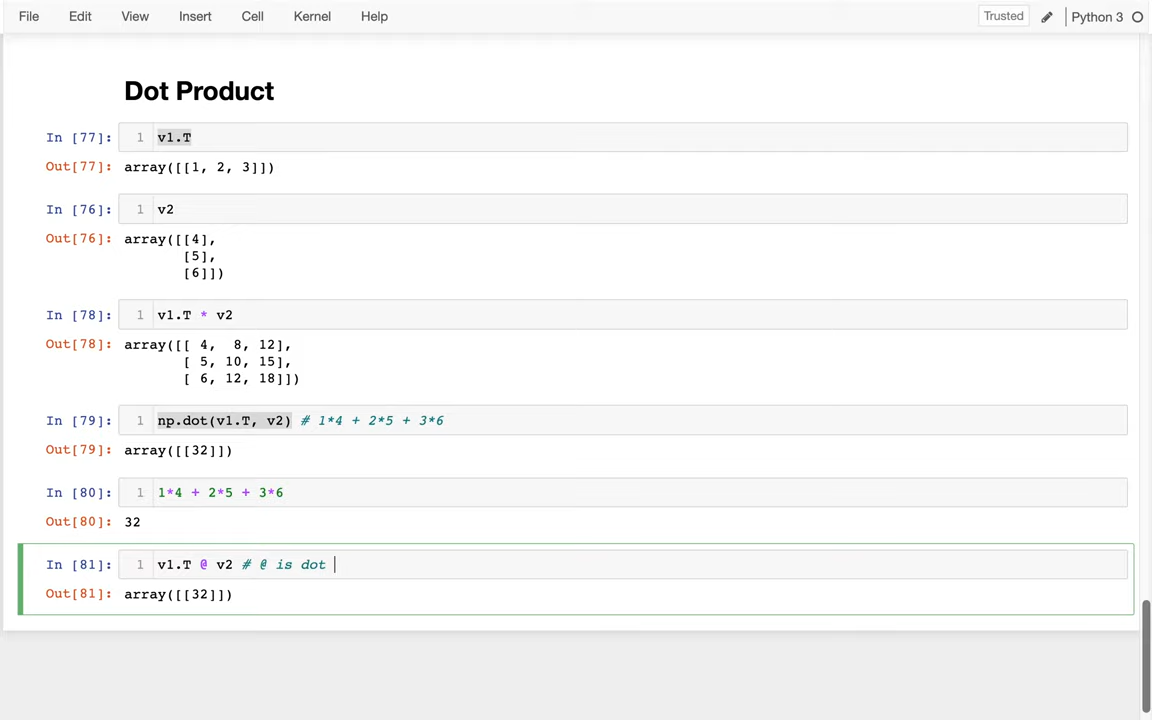 File Edit View Insert Cell Kernel Help Trusted Python 3
Dot Product
In [77]: 1 v1.T
Out[77]: array([[1, 2, 3]])
In [76]: 1 v2
Out[76]: array([[4],
[5],
[6]])
In [78]: 1 v1.T * v2
Out[78]: array([[ 4,  8, 12],
[ 5, 10, 15],
[ 6, 12, 18]])
In [79]: 1 np.dot(v1.T, v2) # 1*4 + 2*5 + 3*6
Out[79]: array([[32]])
In [80]: 1 1*4 + 2*5 + 3*6
Out[80]: 32
In [81]: 1 v1.T @ v2 # @ is dot
Out[81]: array([[32]])